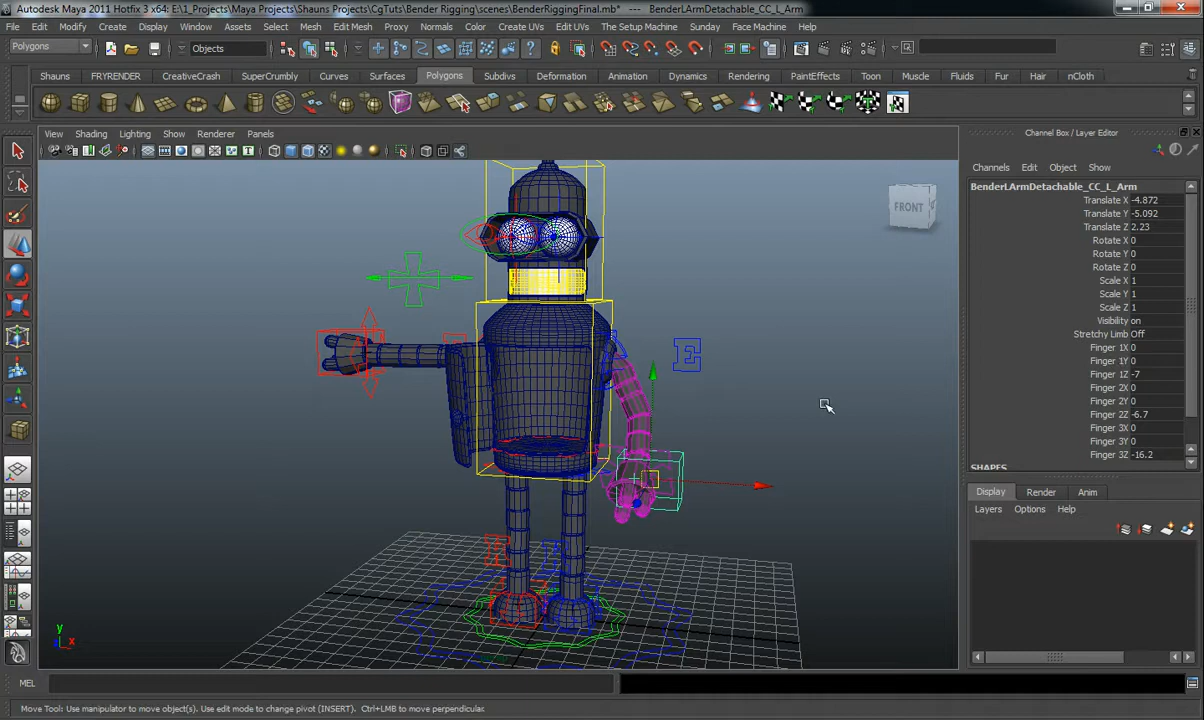 Autodesk Maya 2011 Hotfix 3 x64: E:\1_Projects\Maya Projects\Shauns Projects\CgTuts\Bender Rigging\scenes\BenderRiggingFinal.mb* --- BenderLArmDetachable_CC_L_Arm
File Edit Modify Create Display Window Assets Select Mesh Edit Mesh Proxy Normals Color Create UVs Edit UVs The Setup Machine Sunday Muscle Help
Polygons Objects
Shauns FRYRENDER CreativeCrash SuperCrumbly Curves Surfaces Polygons Subdivs Deformation Animation Dynamics Rendering PaintEffects Toon Muscle Fluids Fur Hair nCloth
View Shading Lighting Show Renderer Panels
Channel Box / Layer Editor
Channels Edit Object Show
BenderLArmDetachable_CC_L_Arm
Translate X -4.872
Translate Y -5.092
Translate Z 2.23
Rotate X 0
Rotate Y 0
Rotate Z 0
Scale X 1
Scale Y 1
Scale Z 1
Visibility on
Stretchy Limb Off
Finger 1X 0
Finger 1Y 0
Finger 1Z -7
Finger 2X 0
Finger 2Y 0
Finger 2Z -6.7
Finger 3X 0
Finger 3Y 0
Finger 3Z -16.2
SHAPES
FRONT
E
Display Render Anim
Layers Options Help
y
x
MEL
Move Tool: Use manipulator to move object(s). Use edit mode to change pivot (INSERT). Ctrl+LMB to move perpendicular.